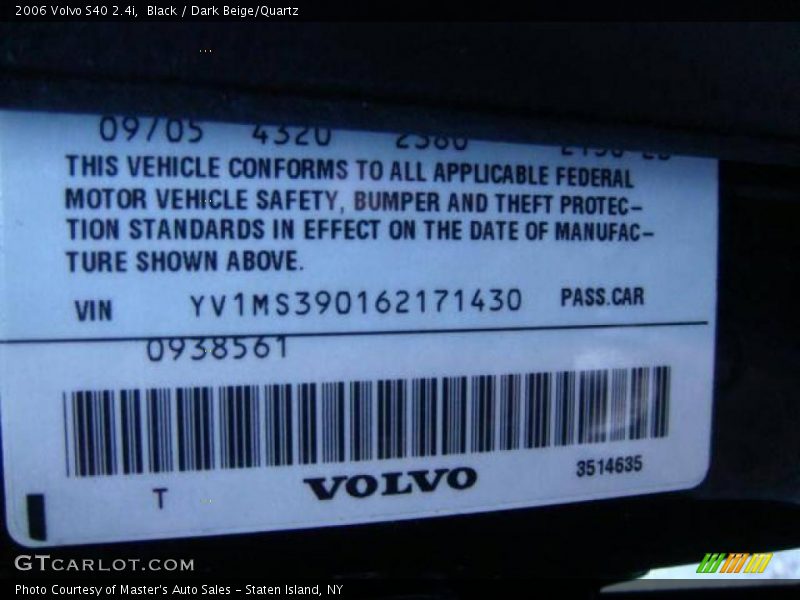 2006 Volvo S40 2.4i,  Black / Dark Beige/Quartz
09/05 4320 2380
THIS VEHICLE CONFORMS TO ALL APPLICABLE FEDERAL
MOTOR VEHICLE SAFETY, BUMPER AND THEFT PROTEC-
TION STANDARDS IN EFFECT ON THE DATE OF MANUFAC-
TURE SHOWN ABOVE.
VIN YV1MS390162171430 PASS.CAR
0938561
3514635
T VOLVO
GTCARLOT.COM
Photo Courtesy of Master's Auto Sales - Staten Island, NY